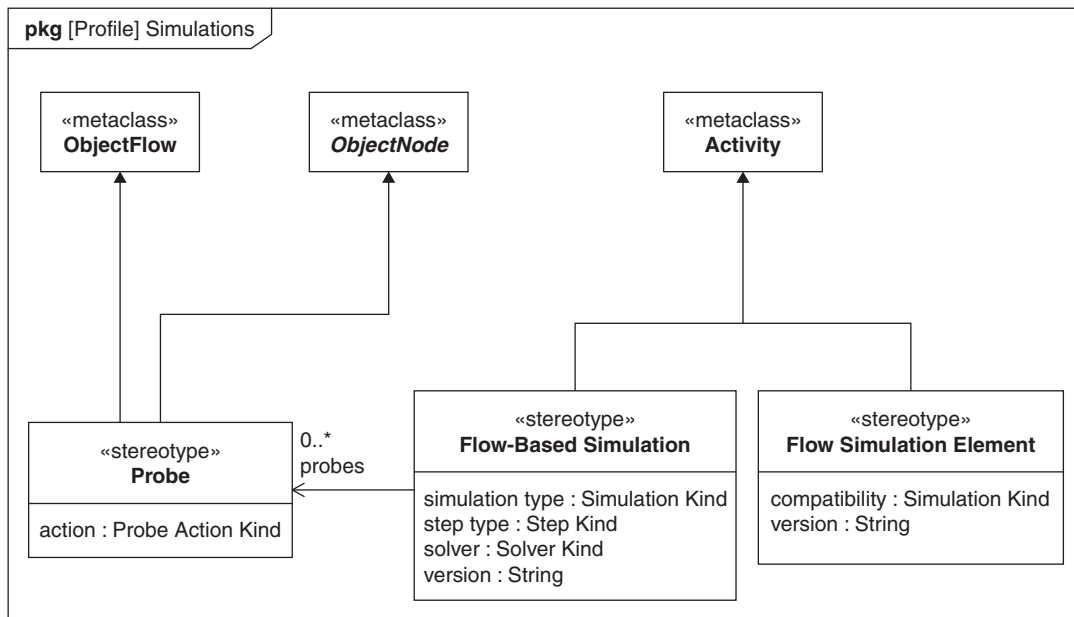 pkg [Profile] Simulations
«metaclass»
ObjectFlow
«metaclass»
ObjectNode
«metaclass»
Activity
«stereotype»
Probe
action : Probe Action Kind
0..*
probes
«stereotype»
Flow-Based Simulation
simulation type : Simulation Kind
step type : Step Kind
solver : Solver Kind
version : String
«stereotype»
Flow Simulation Element
compatibility : Simulation Kind
version : String